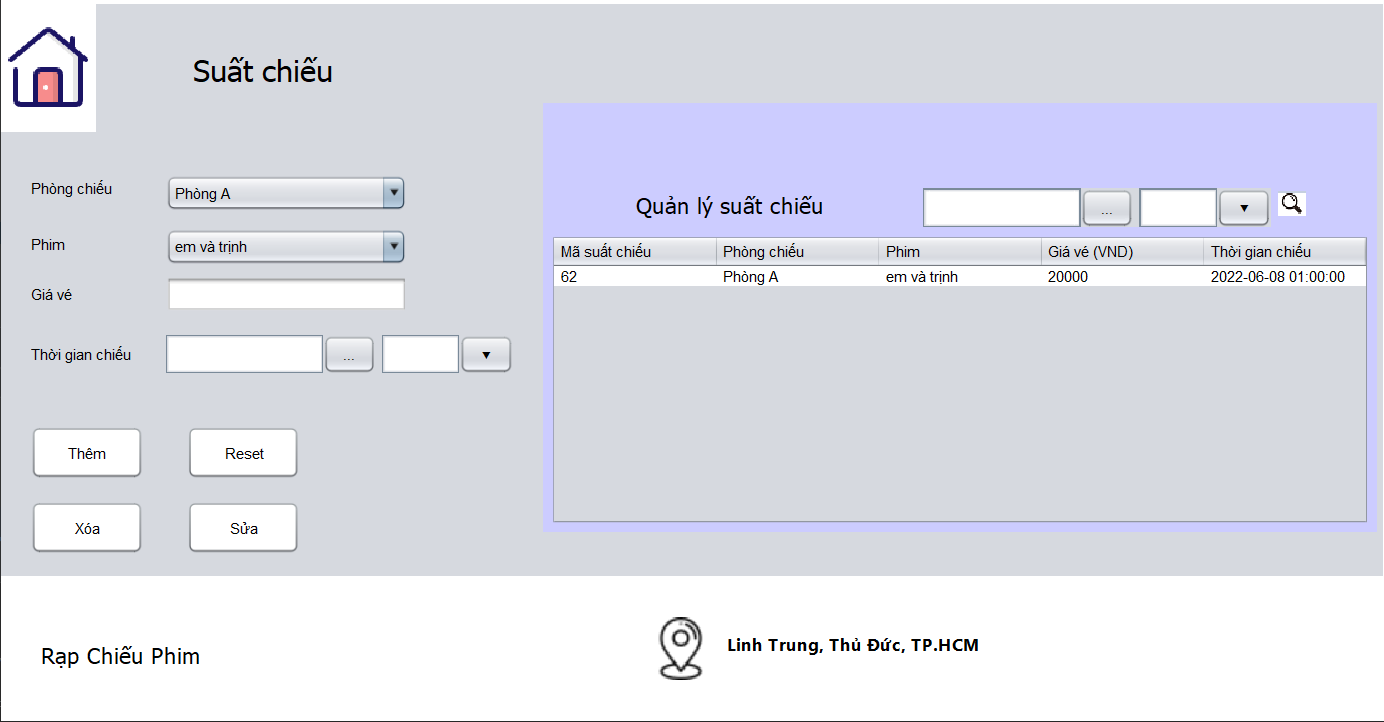 Suất chiếu
Phòng chiếu
Phòng A
Phim
em và trịnh
Giá vé
Thời gian chiếu
...
Thêm
Reset
Xóa
Sửa
Quản lý suất chiếu
...
Mã suất chiếu Phòng chiếu Phim Giá vé (VND) Thời gian chiếu
62 Phòng A em và trịnh 20000 2022-06-08 01:00:00
Rạp Chiếu Phim
Linh Trung, Thủ Đức, TP.HCM